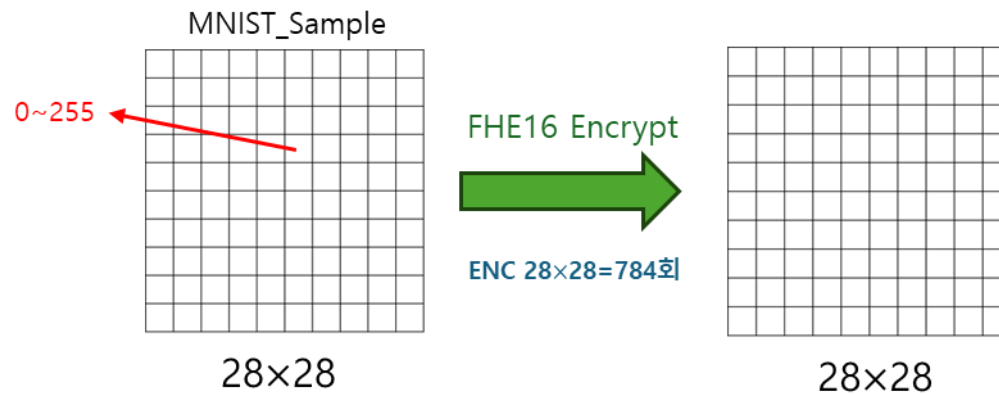 MNIST_Sample
0~255
FHE16 Encrypt
ENC 28×28=784회
28×28
28×28